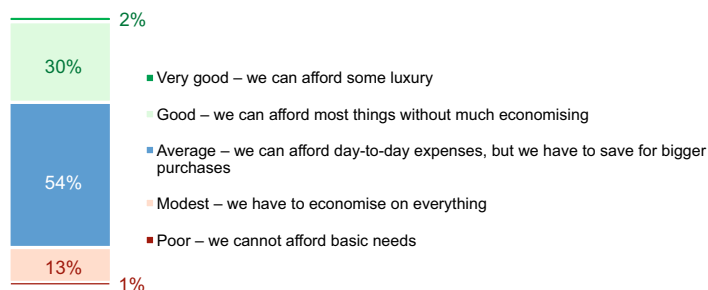 2%
30%
Very good – we can afford some luxury
Good – we can afford most things without much economising
Average – we can afford day-to-day expenses, but we have to save for bigger
purchases
54%
Modest – we have to economise on everything
Poor – we cannot afford basic needs
13%
1%